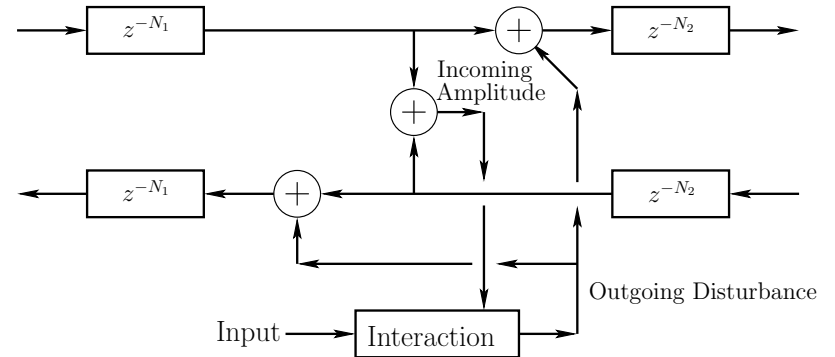 z^{-N_1}
+
z^{-N_2}
Incoming
Amplitude
+
z^{-N_1}
+
z^{-N_2}
Outgoing Disturbance
Input
Interaction